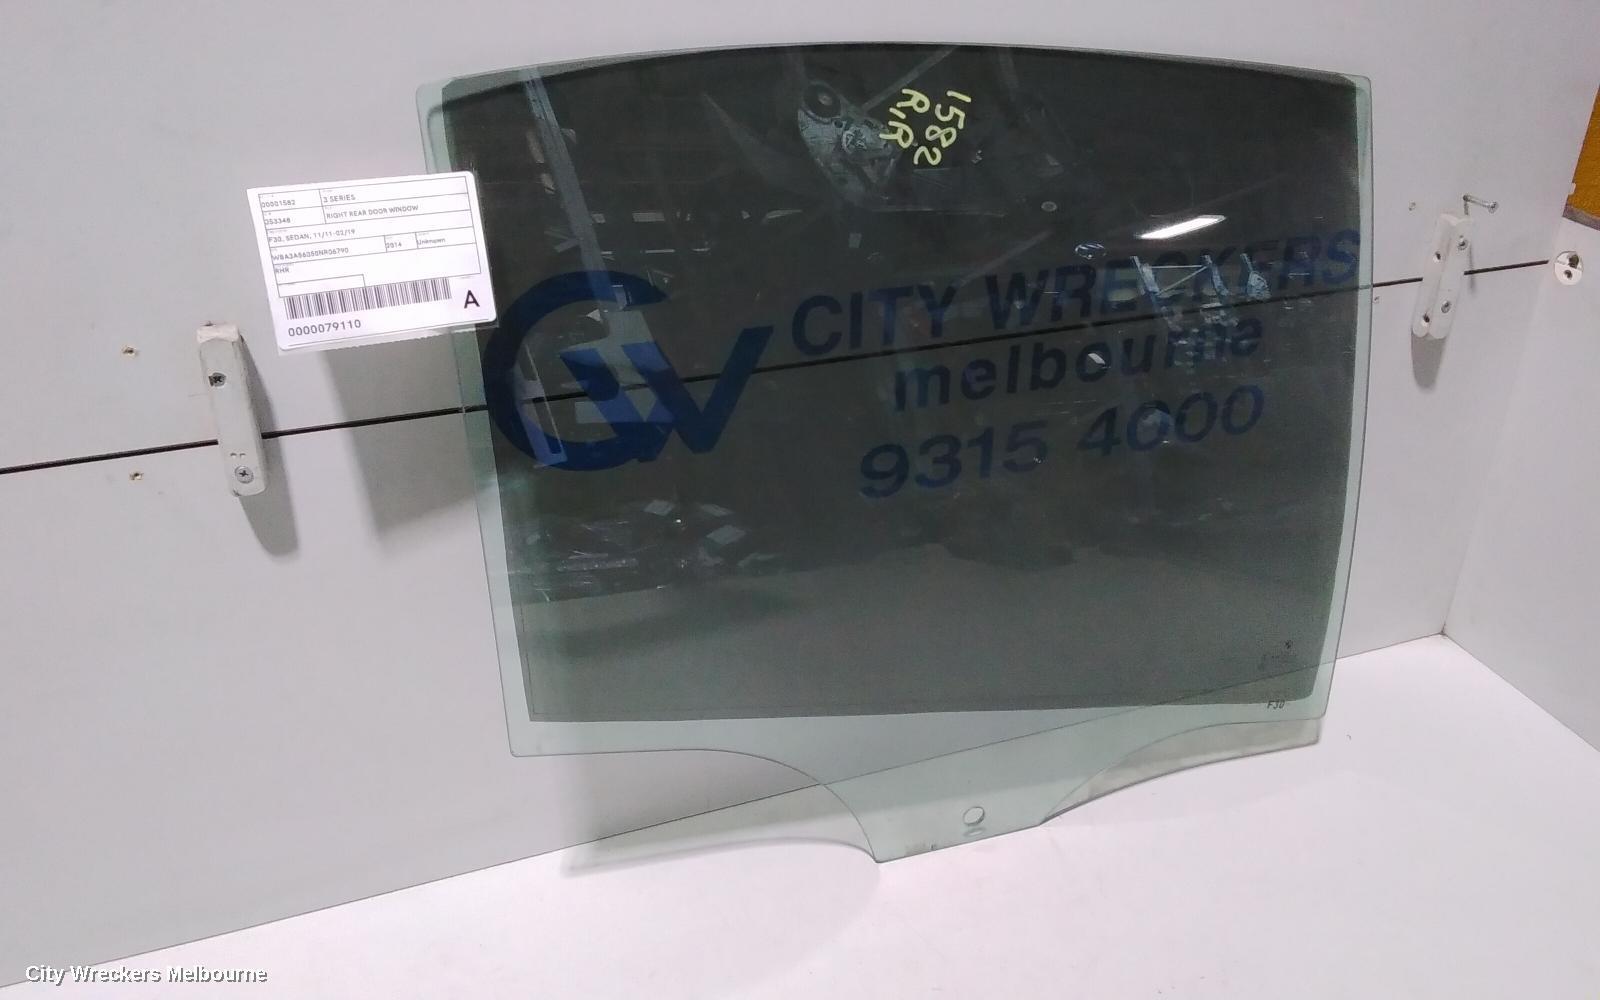 00001582
3 SERIES
RIGHT REAR DOOR WINDOW
F30, SEDAN, 11/11-02/19
2014
Unknown
RHR
A
0000079110
1582
R/R
CW
CITY WRECKERS
melbourne
9315 4000
F30
City Wreckers Melbourne